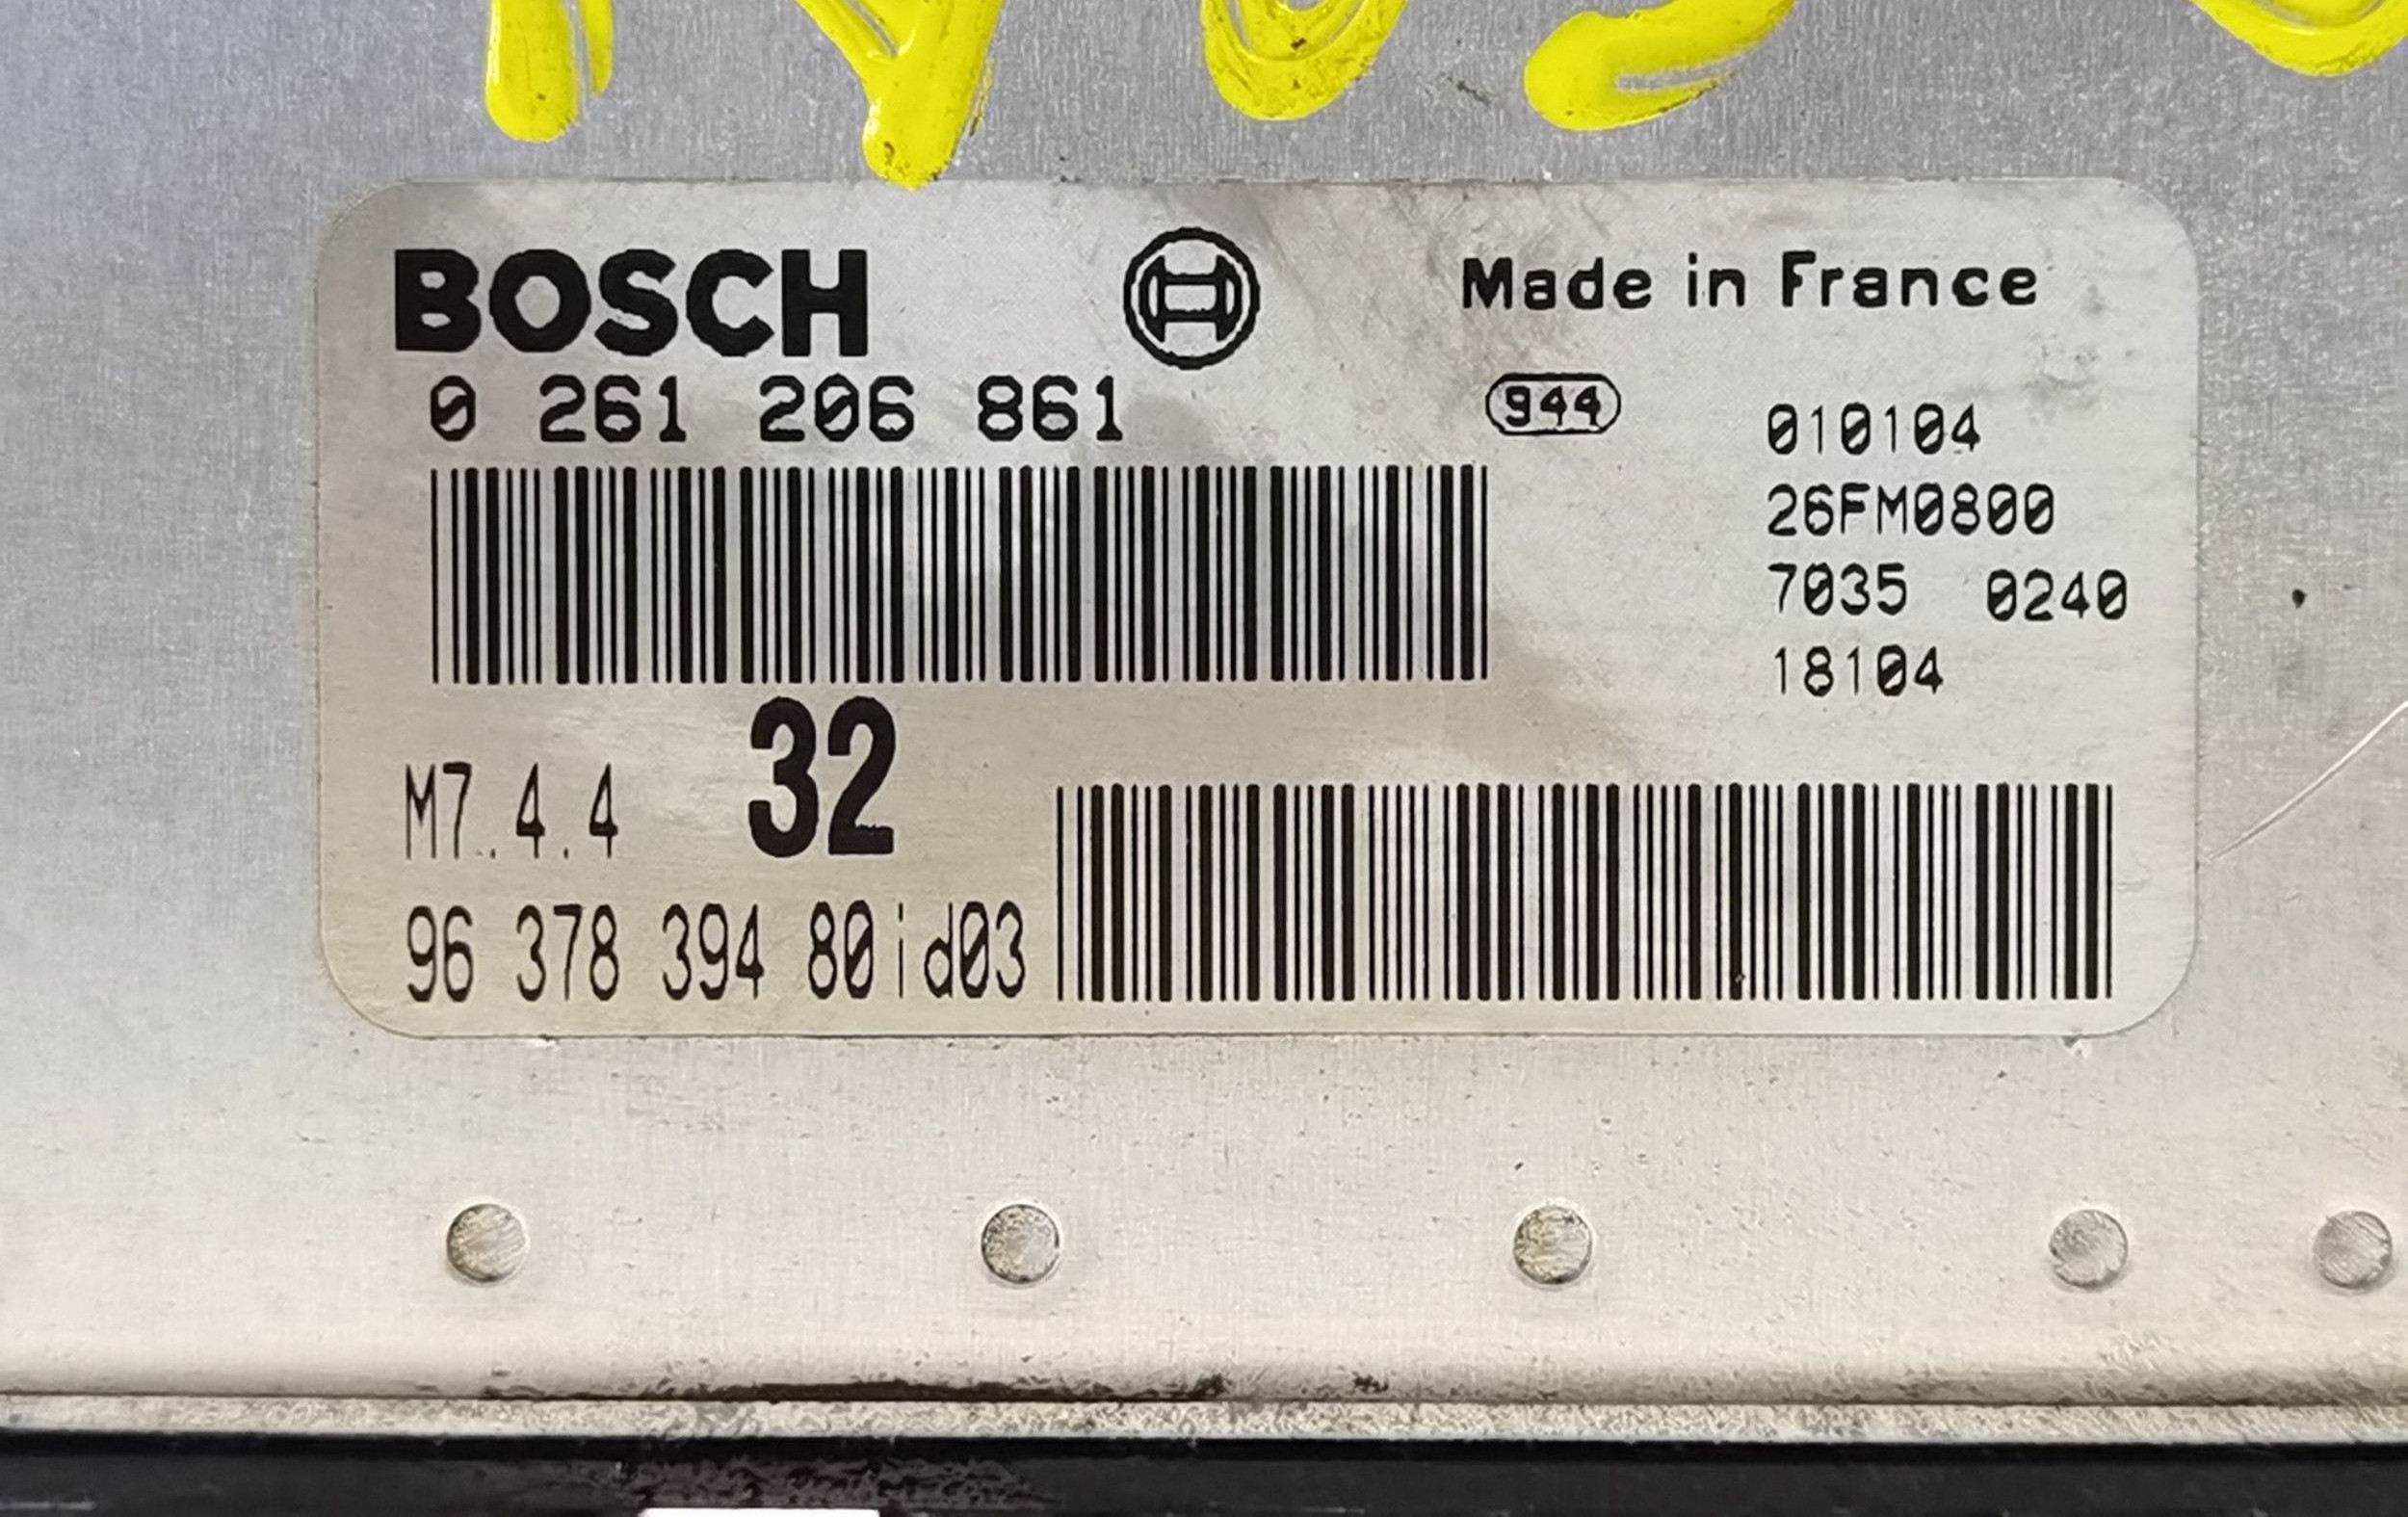 BOSCH
Made in France
0 261 206 861
944
010104
26FM0800
7035 0240
18104
M7.4.4 32
96 378 394 80id03